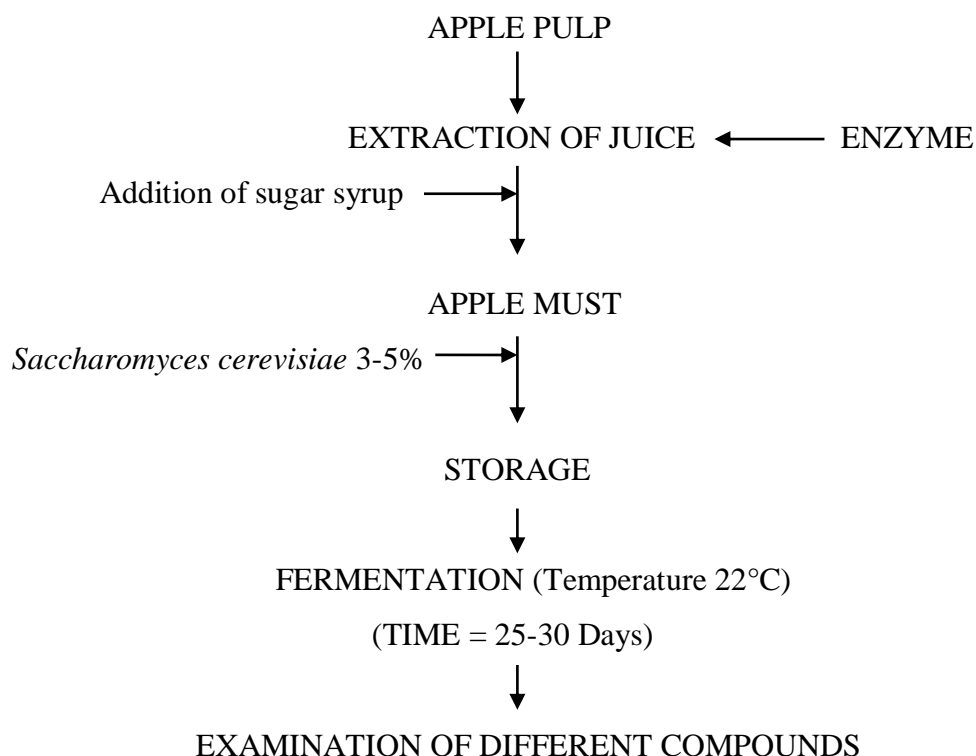 APPLE PULP
EXTRACTION OF JUICE
ENZYME
Addition of sugar syrup
APPLE MUST
Saccharomyces cerevisiae 3-5%
STORAGE
FERMENTATION (Temperature 22°C)
(TIME = 25-30 Days)
EXAMINATION OF DIFFERENT COMPOUNDS